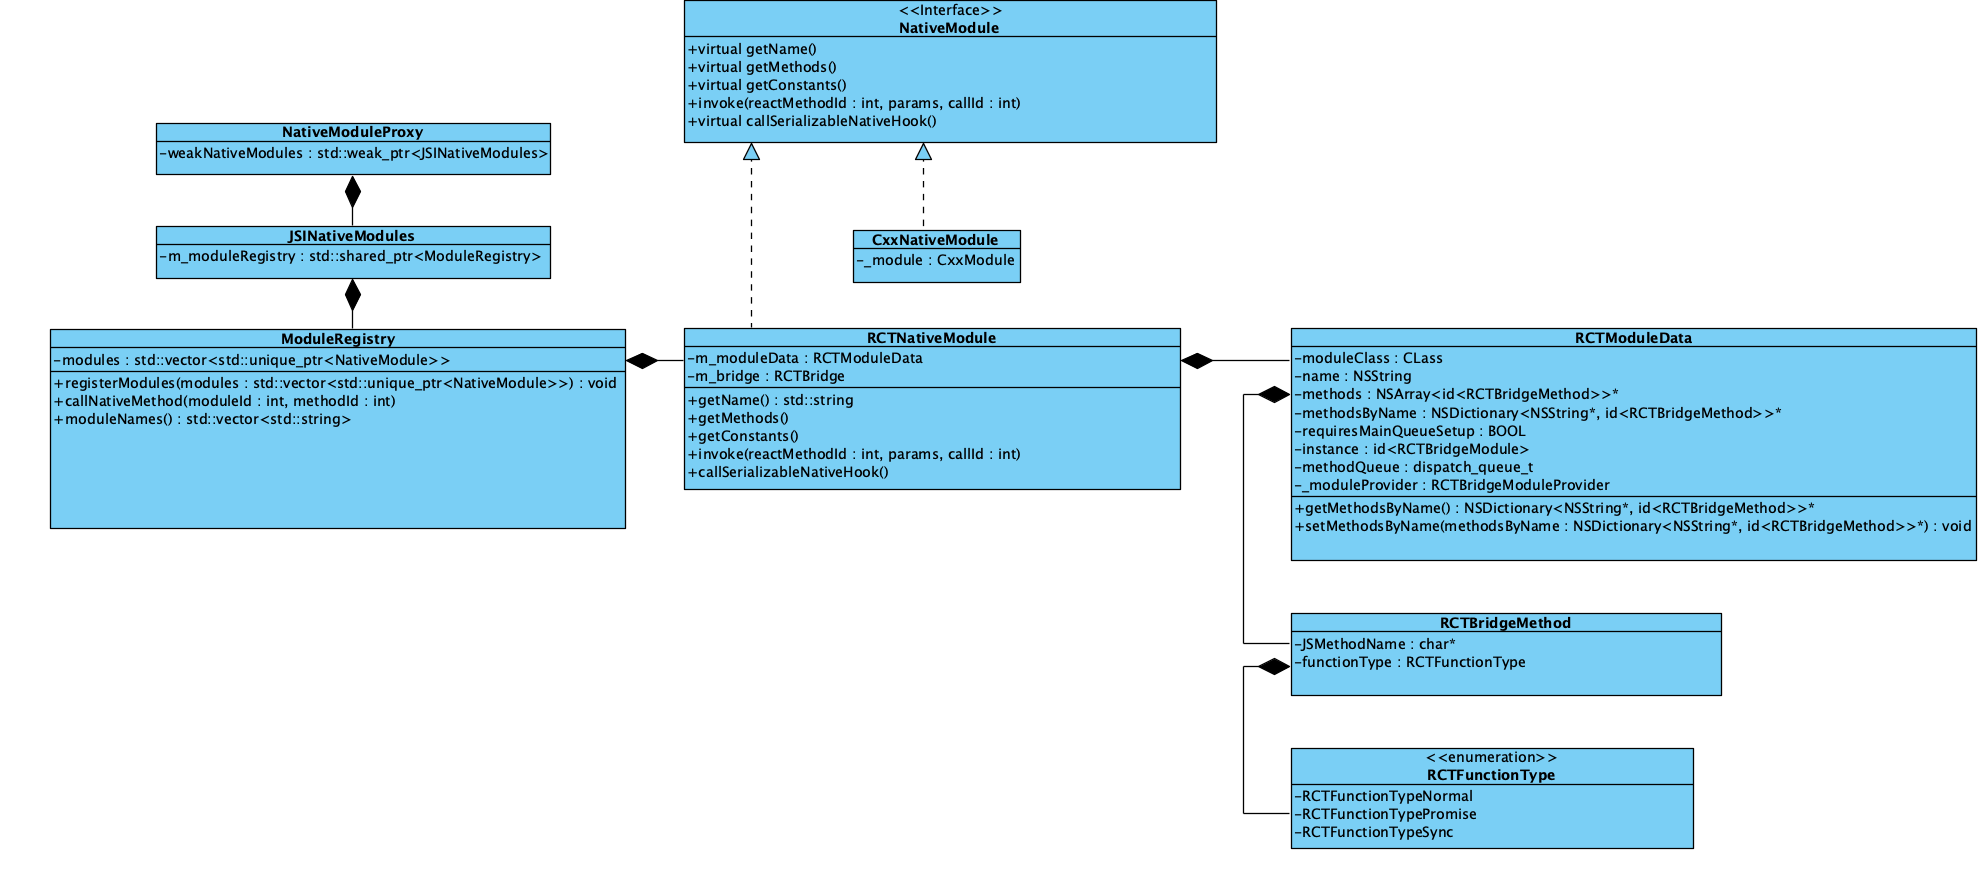 <<Interface>>
NativeModule
+virtual getName()
+virtual getMethods()
+virtual getConstants()
+invoke(reactMethodId : int, params, callId : int)
+virtual callSerializableNativeHook()
NativeModuleProxy
-weakNativeModules : std::weak_ptr<JSINativeModules>
JSINativeModules
-m_moduleRegistry : std::shared_ptr<ModuleRegistry>
CxxNativeModule
-_module : CxxModule
ModuleRegistry
-modules : std::vector<std::unique_ptr<NativeModule>>
+registerModules(modules : std::vector<std::unique_ptr<NativeModule>>) : void
+callNativeMethod(moduleId : int, methodId : int)
+moduleNames() : std::vector<std::string>
RCTNativeModule
-m_moduleData : RCTModuleData
-m_bridge : RCTBridge
+getName() : std::string
+getMethods()
+getConstants()
+invoke(reactMethodId : int, params, callId : int)
+callSerializableNativeHook()
RCTModuleData
-moduleClass : CLass
-name : NSString
-methods : NSArray<id<RCTBridgeMethod>>*
-methodsByName : NSDictionary<NSString*, id<RCTBridgeMethod>>*
-requiresMainQueueSetup : BOOL
-instance : id<RCTBridgeModule>
-methodQueue : dispatch_queue_t
-_moduleProvider : RCTBridgeModuleProvider
+getMethodsByName() : NSDictionary<NSString*, id<RCTBridgeMethod>>*
+setMethodsByName(methodsByName : NSDictionary<NSString*, id<RCTBridgeMethod>>*) : void
RCTBridgeMethod
-JSMethodName : char*
-functionType : RCTFunctionType
<<enumeration>>
RCTFunctionType
-RCTFunctionTypeNormal
-RCTFunctionTypePromise
-RCTFunctionTypeSync